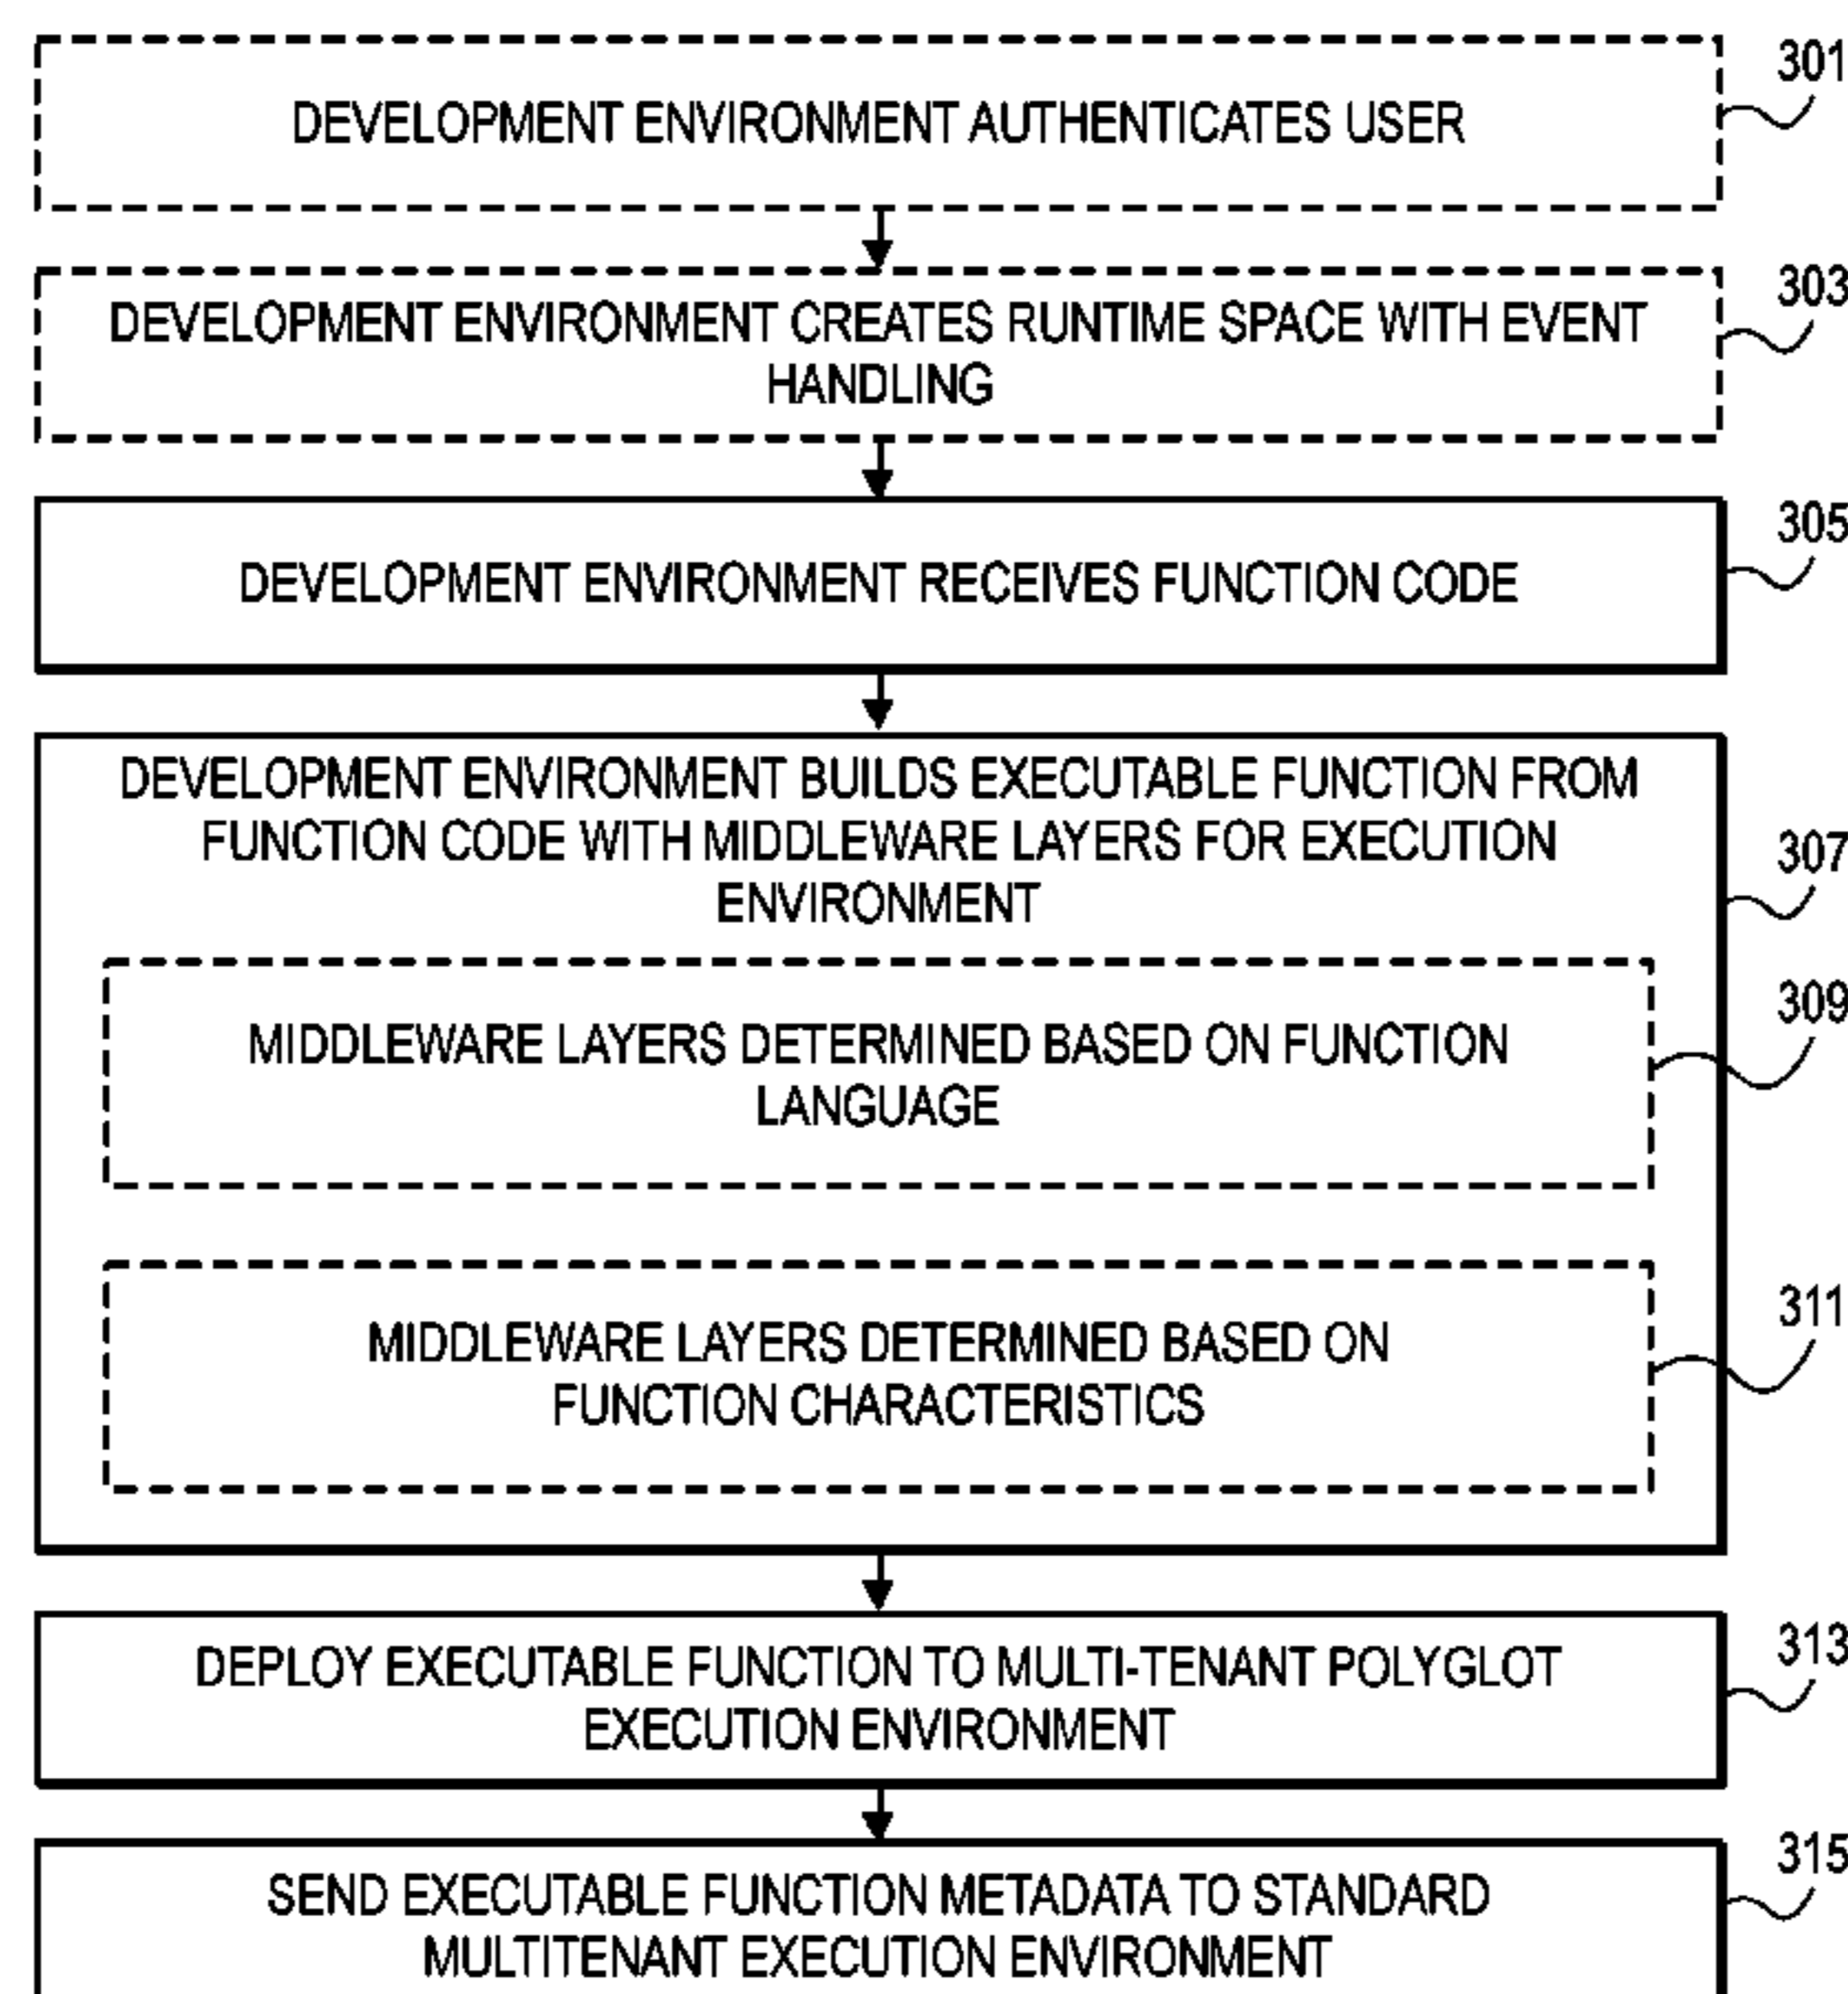 301
DEVELOPMENT ENVIRONMENT AUTHENTICATES USER
303
DEVELOPMENT ENVIRONMENT CREATES RUNTIME SPACE WITH EVENT
HANDLING
305
DEVELOPMENT ENVIRONMENT RECEIVES FUNCTION CODE
DEVELOPMENT ENVIRONMENT BUILDS EXECUTABLE FUNCTION FROM
FUNCTION CODE WITH MIDDLEWARE LAYERS FOR EXECUTION
ENVIRONMENT
307
309
MIDDLEWARE LAYERS DETERMINED BASED ON FUNCTION
LANGUAGE
311
MIDDLEWARE LAYERS DETERMINED BASED ON
FUNCTION CHARACTERISTICS
313
DEPLOY EXECUTABLE FUNCTION TO MULTI-TENANT POLYGLOT
EXECUTION ENVIRONMENT
315
SEND EXECUTABLE FUNCTION METADATA TO STANDARD
MULTITENANT EXECUTION ENVIRONMENT